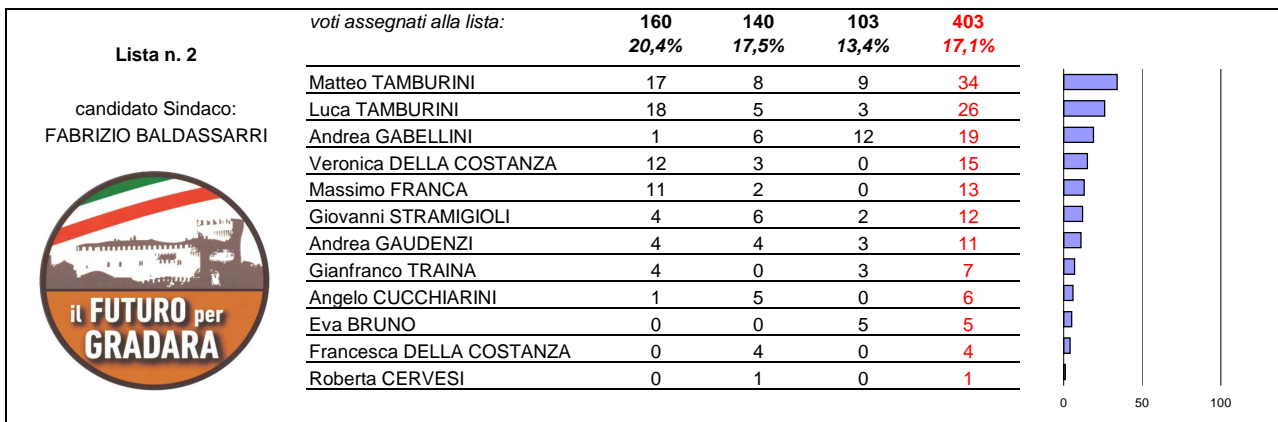 voti assegnati alla lista: 160 140 103 403
20,4% 17,5% 13,4% 17,1%
Lista n. 2
candidato Sindaco:
FABRIZIO BALDASSARRI
il FUTURO per
GRADARA
Matteo TAMBURINI 17 8 9 34
Luca TAMBURINI 18 5 3 26
Andrea GABELLINI 1 6 12 19
Veronica DELLA COSTANZA 12 3 0 15
Massimo FRANCA 11 2 0 13
Giovanni STRAMIGIOLI 4 6 2 12
Andrea GAUDENZI 4 4 3 11
Gianfranco TRAINA 4 0 3 7
Angelo CUCCHIARINI 1 5 0 6
Eva BRUNO 0 0 5 5
Francesca DELLA COSTANZA 0 4 0 4
Roberta CERVESI 0 1 0 1
0 50 100